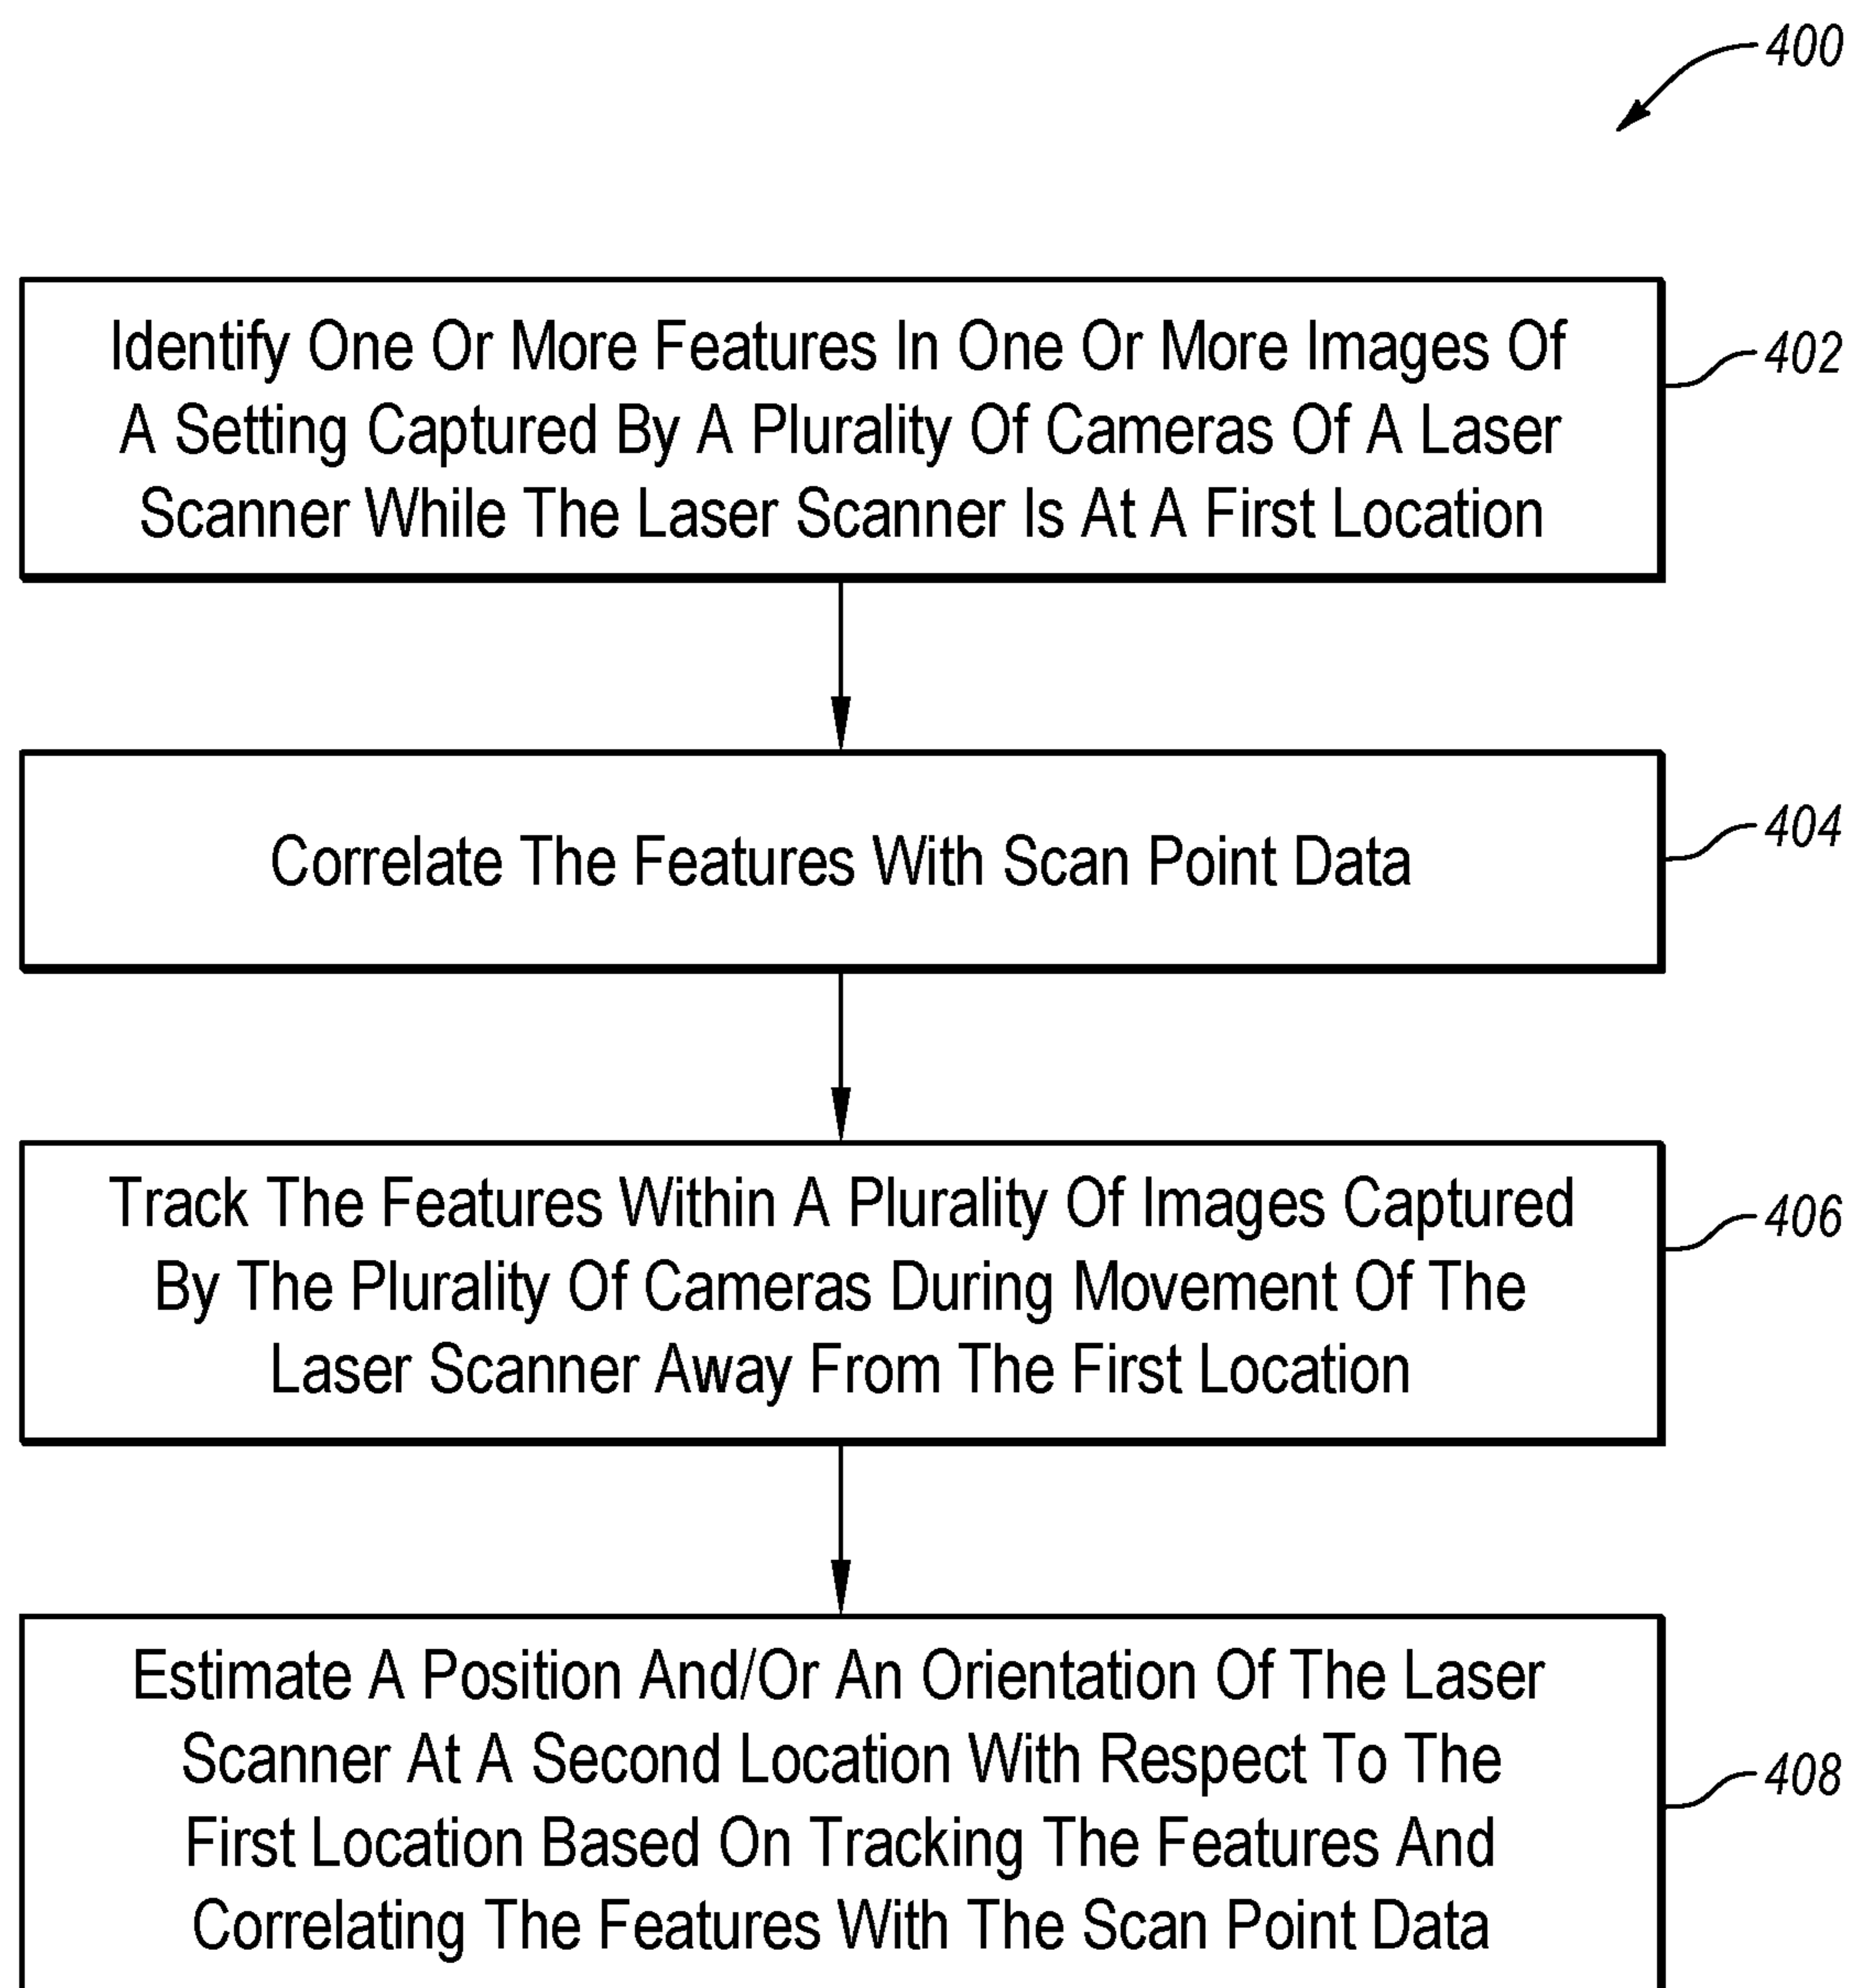 400
Identify One Or More Features In One Or More Images Of
A Setting Captured By A Plurality Of Cameras Of A Laser
Scanner While The Laser Scanner Is At A First Location
402
Correlate The Features With Scan Point Data
404
Track The Features Within A Plurality Of Images Captured
By The Plurality Of Cameras During Movement Of The
Laser Scanner Away From The First Location
406
Estimate A Position And/Or An Orientation Of The Laser
Scanner At A Second Location With Respect To The
First Location Based On Tracking The Features And
Correlating The Features With The Scan Point Data
408